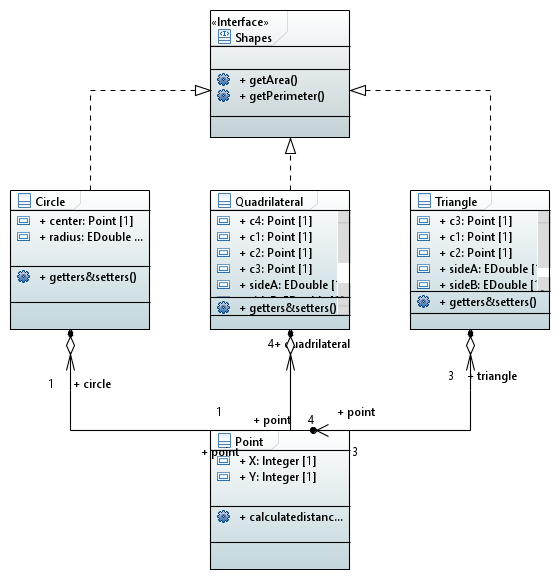 «Interface»
Shapes
+ getArea()
+ getPerimeter()
Circle
+ center: Point [1]
+ radius: EDouble ...
+ getters&setters()
Quadrilateral
+ c4: Point [1]
+ c1: Point [1]
+ c2: Point [1]
+ c3: Point [1]
+ sideA: EDouble [
+ getters&setters()
Triangle
+ c3: Point [1]
+ c1: Point [1]
+ c2: Point [1]
+ sideA: EDouble [
+ sideB: EDouble [
+ getters&setters()
4+ quadrilateral
1 + circle
3 + triangle
1
+ point
4
+ point
+ point
3
Point
+ X: Integer [1]
+ Y: Integer [1]
+ calculatedistanc...